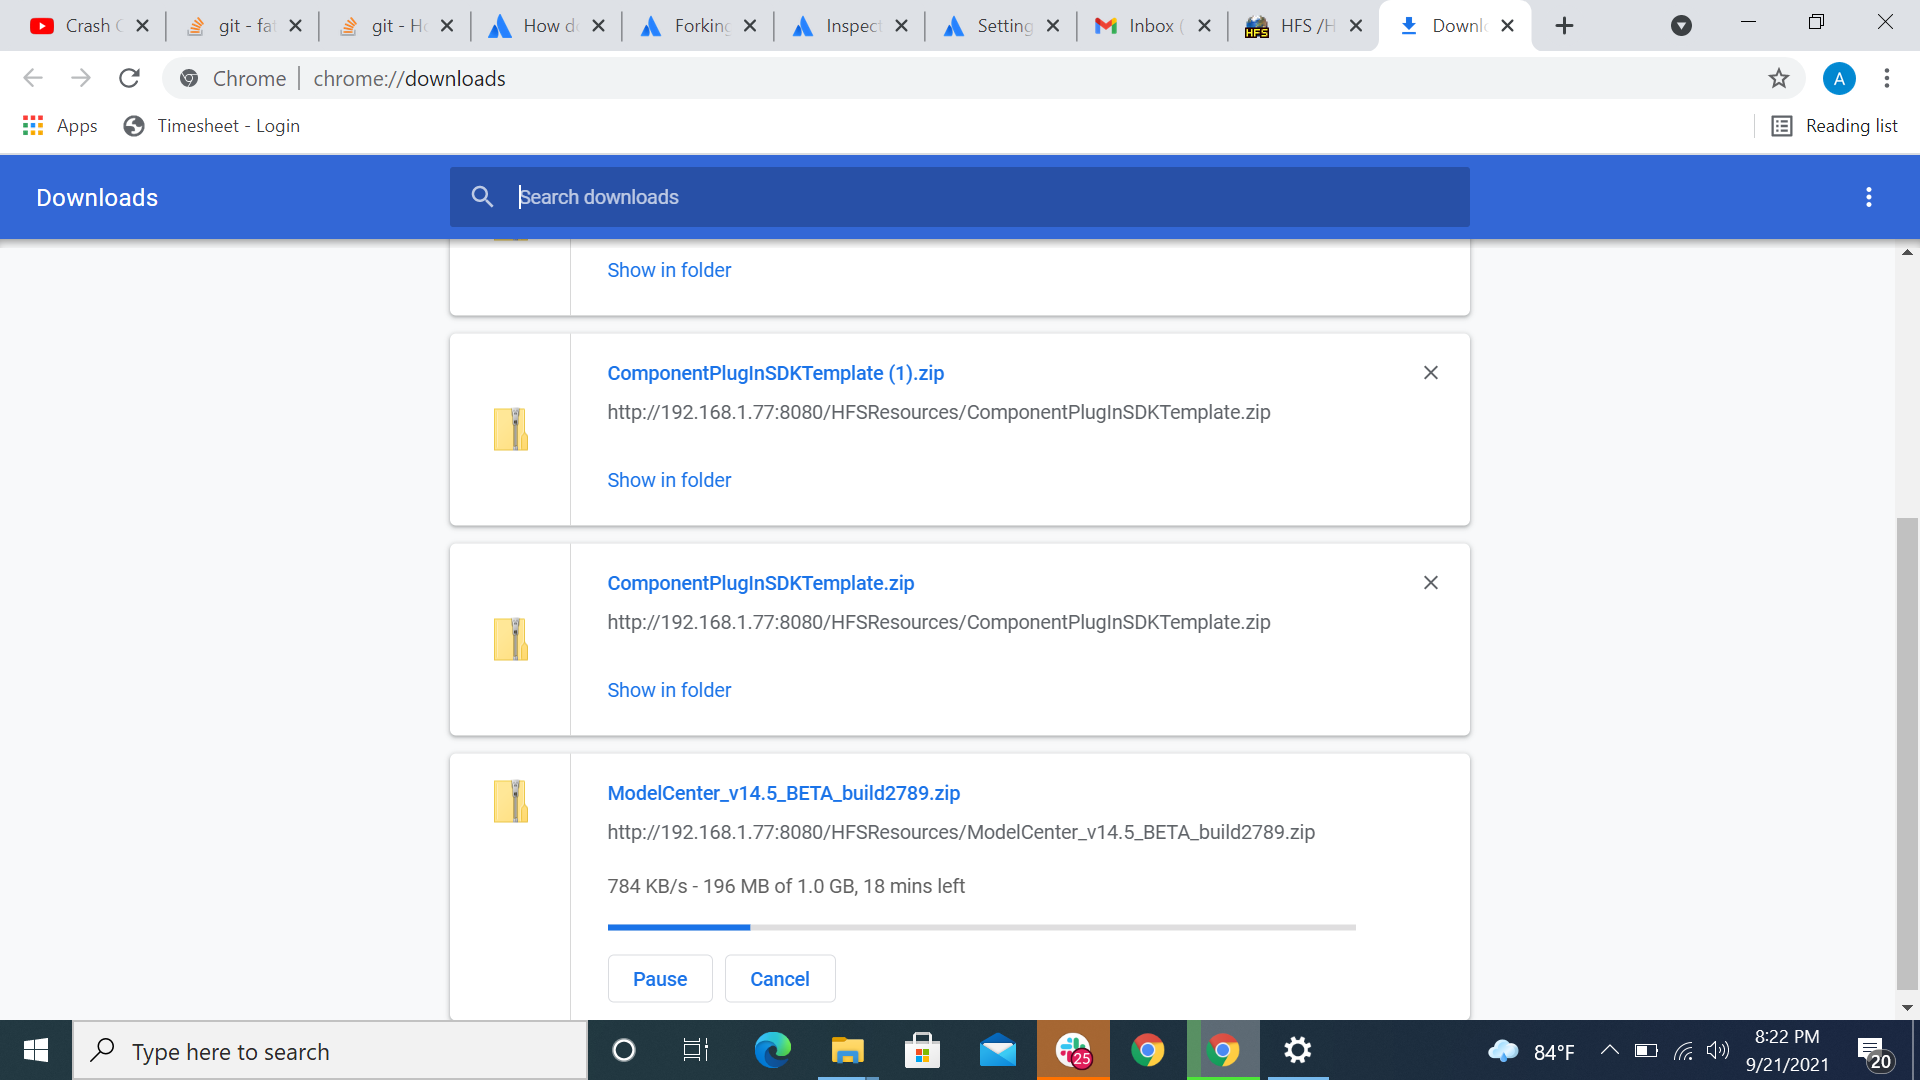 Crash C
git - fat
git - Ho
How do
Forking
Inspect
Setting
Inbox (
HFS /H
Downl
Chrome
chrome://downloads
A
Apps
Timesheet - Login
Reading list
Downloads
Search downloads
Show in folder
ComponentPlugInSDKTemplate (1).zip
http://192.168.1.77:8080/HFSResources/ComponentPlugInSDKTemplate.zip
Show in folder
ComponentPlugInSDKTemplate.zip
http://192.168.1.77:8080/HFSResources/ComponentPlugInSDKTemplate.zip
Show in folder
ModelCenter_v14.5_BETA_build2789.zip
http://192.168.1.77:8080/HFSResources/ModelCenter_v14.5_BETA_build2789.zip
784 KB/s - 196 MB of 1.0 GB, 18 mins left
Pause
Cancel
Type here to search
25
84°F
8:22 PM
9/21/2021
20